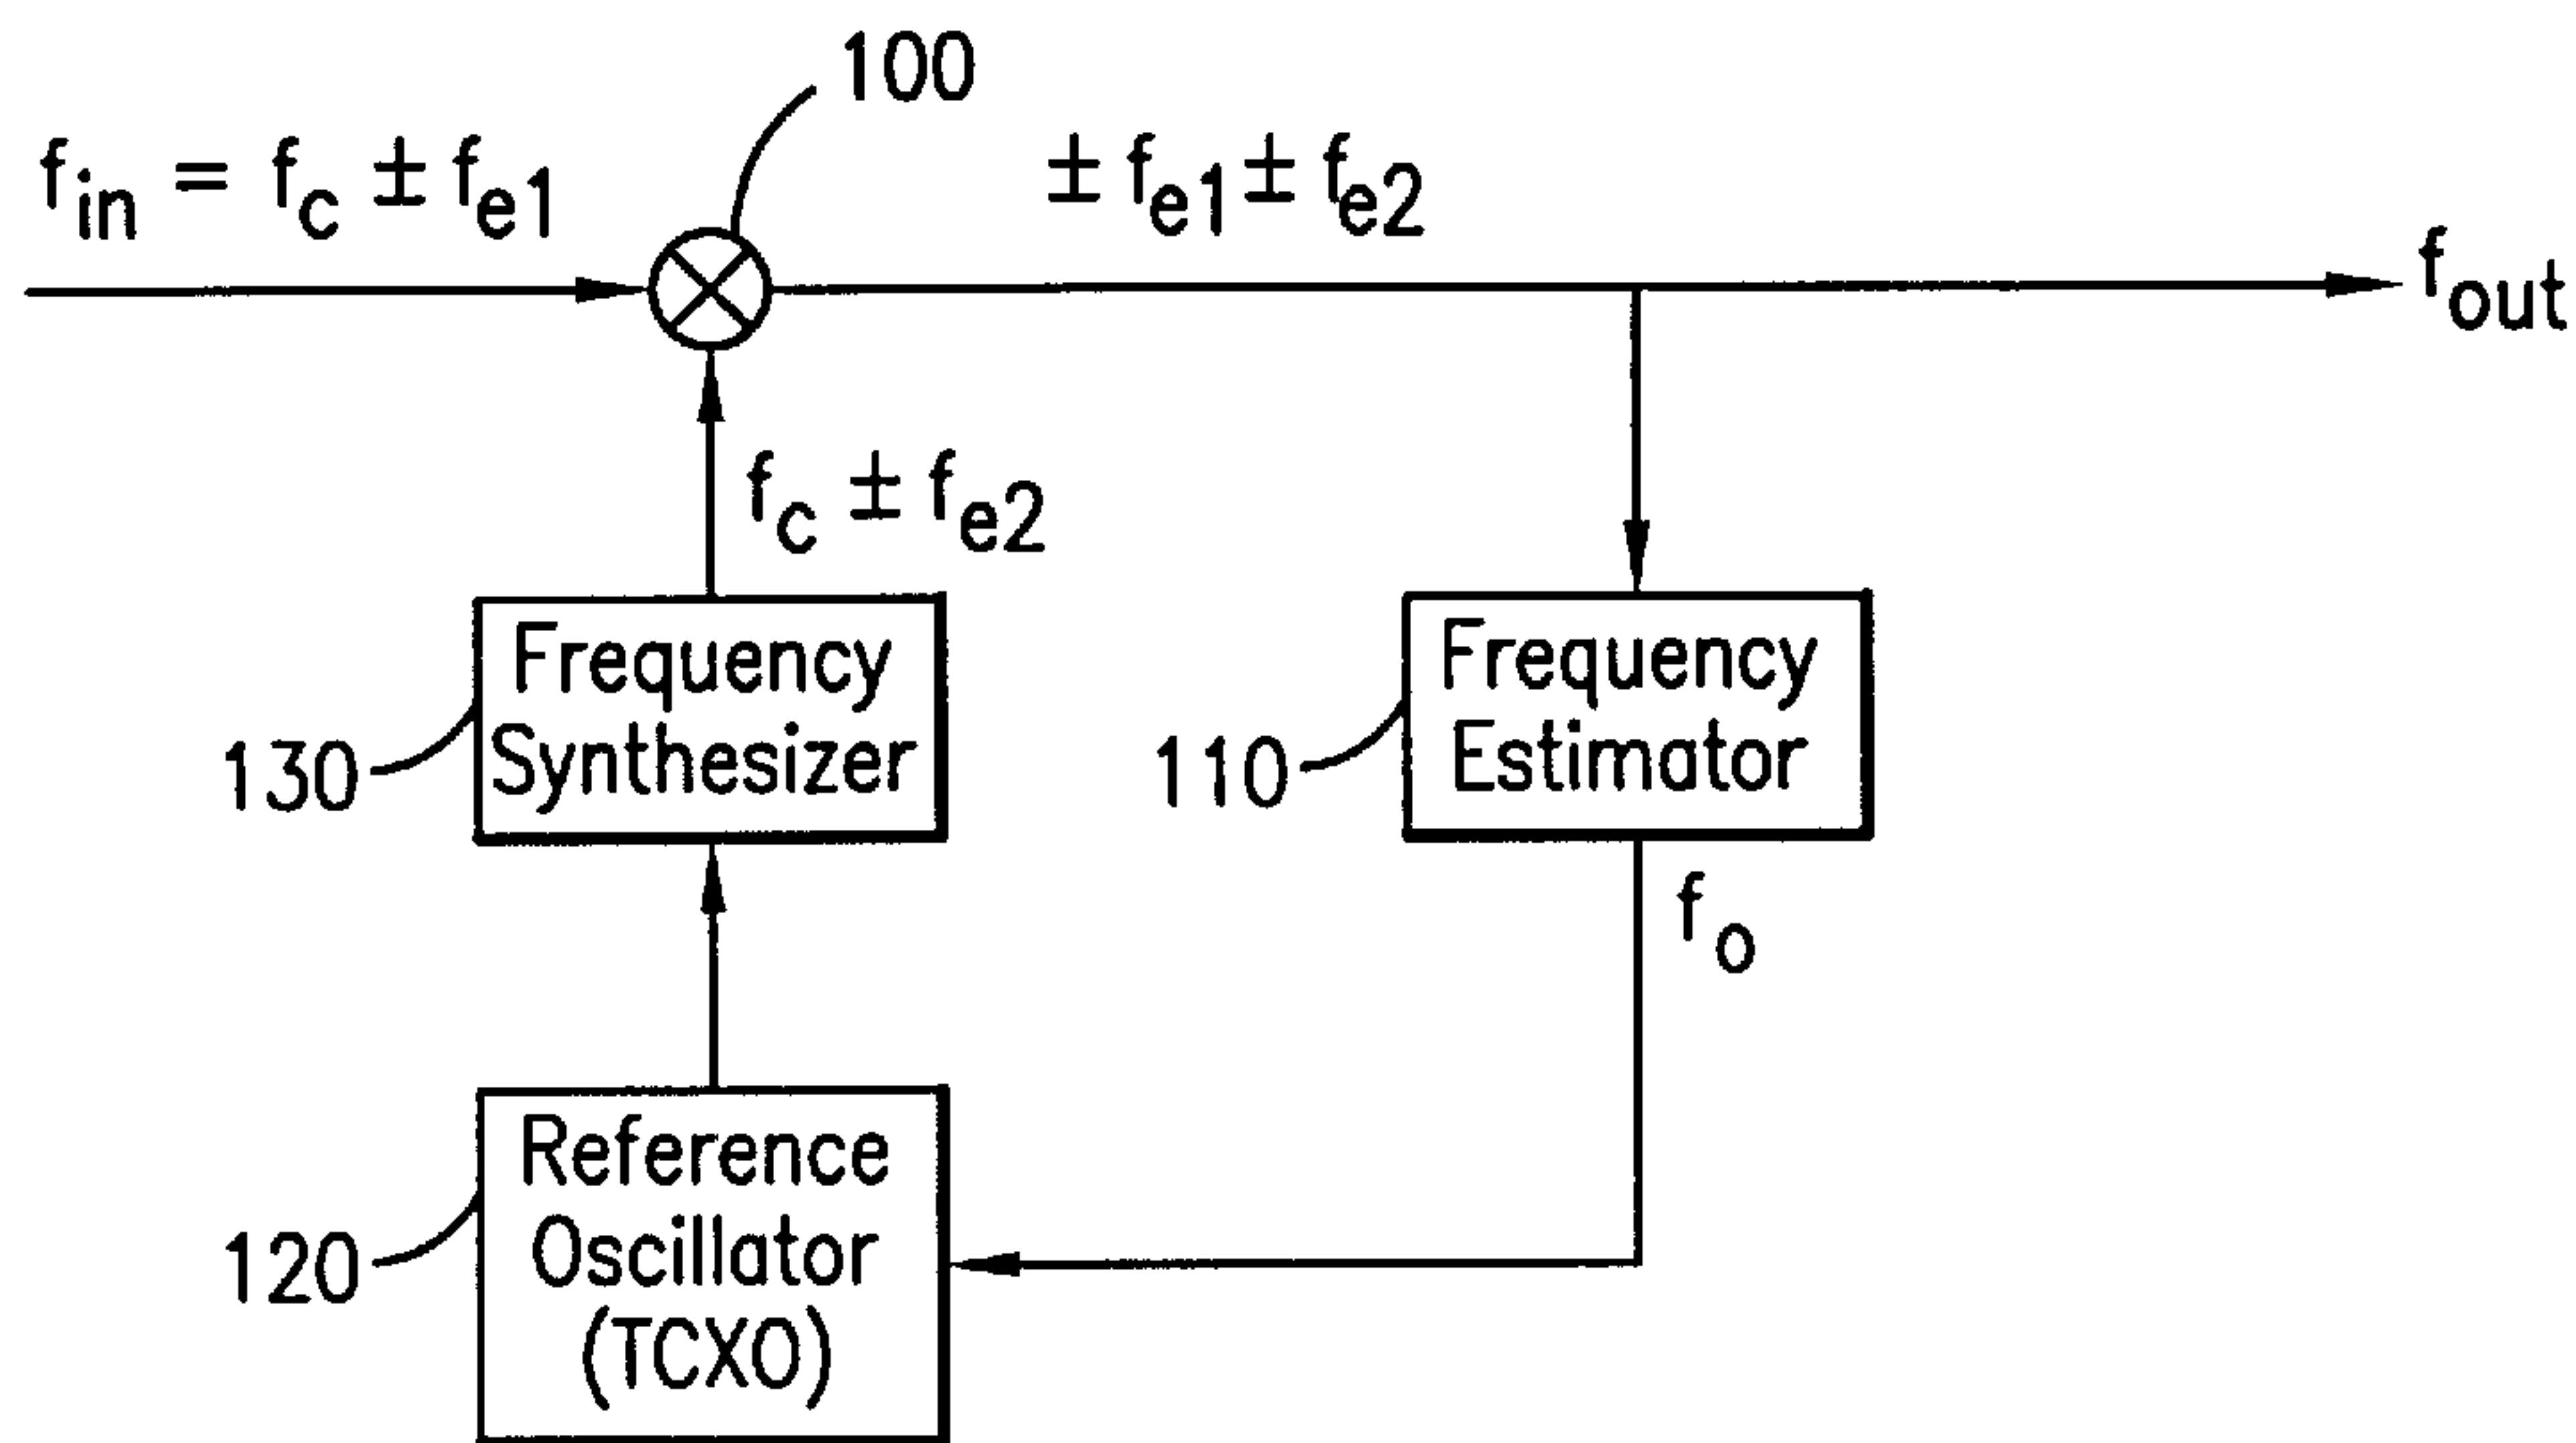 100
f_in = f_c ± f_e1
± f_e1 ± f_e2
f_out
f_c ± f_e2
Frequency
Synthesizer
130
Frequency
Estimator
110
f_o
Reference
Oscillator
(TCXO)
120